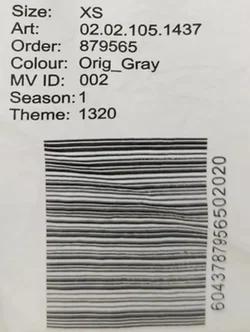 Size: XS
Art: 02.02.105.1437
Order: 879565
Colour: Orig_Gray
MV ID: 002
Season: 1
Theme: 1320
6043787956502020